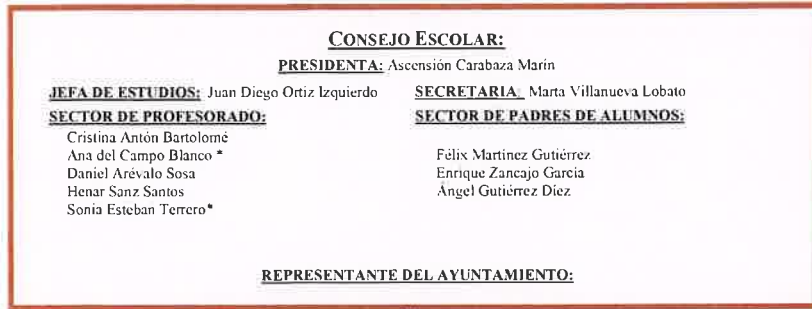 CONSEJO ESCOLAR:
PRESIDENTA: Ascensión Carabaza Marín
JEFA DE ESTUDIOS: Juan Diego Ortiz Izquierdo
SECRETARIA: Marta Villanueva Lobato
SECTOR DE PROFESORADO:
Cristina Antón Bartolomé
Ana del Campo Blanco *
Daniel Arévalo Sosa
Henar Sanz Santos
Sonia Esteban Terrero*
SECTOR DE PADRES DE ALUMNOS:
Félix Martínez Gutiérrez
Enrique Zancajo García
Ángel Gutiérrez Díez
REPRESENTANTE DEL AYUNTAMIENTO: